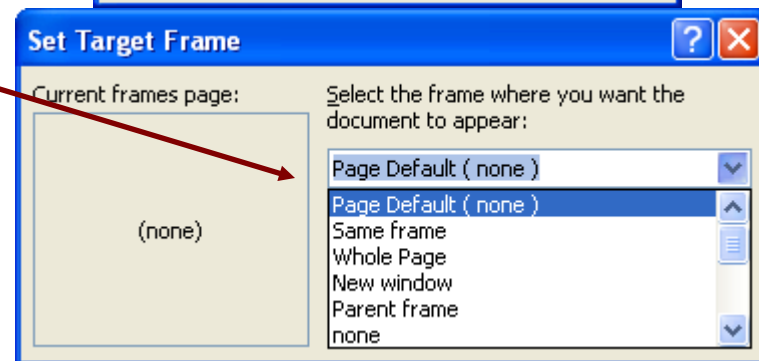 Set Target Frame
Current frames page:
(none)
Select the frame where you want the
document to appear:
Page Default ( none )
Page Default ( none )
Same frame
Whole Page
New window
Parent frame
none